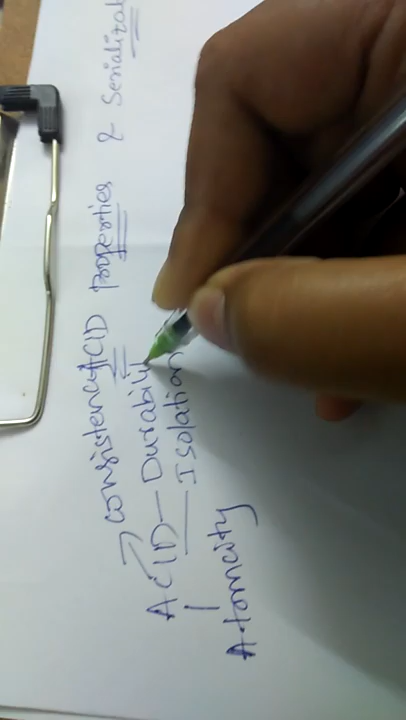 ACID properties &
consistency
ACID — Durabili
Isolation
Atomicity